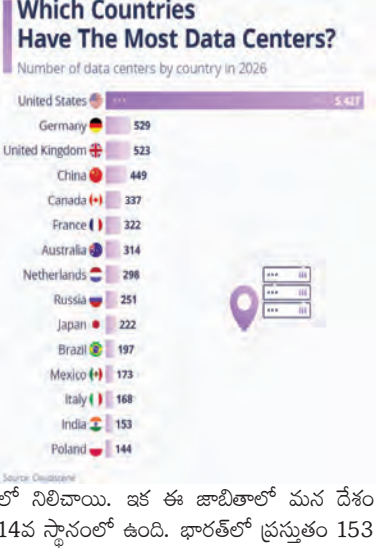 Which Countries
Have The Most Data Centers?
Number of data centers by country in 2026
United States 5,427
Germany 529
United Kingdom 523
China 449
Canada 337
France 322
Australia 314
Netherlands 298
Russia 251
Japan 222
Brazil 197
Mexico 173
Italy 168
India 153
Poland 144
Source: Cloudscene
లో నిలిచాయి. ఇక ఈ జాబితాలో మన దేశం
14వ స్థానంలో ఉంది. భారత్‌లో ప్రస్తుతం 153